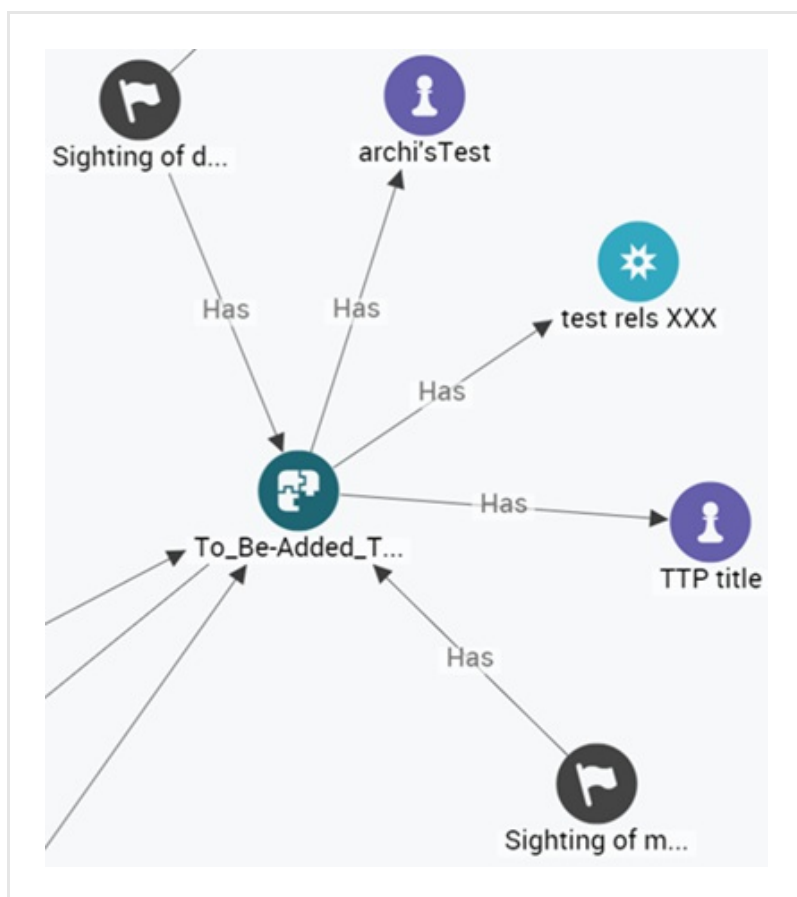 Sighting of d...
archi'sTest
Has
Has
test rels XXX
Has
Has
To_Be-Added_T...
TTP title
Has
Sighting of m...